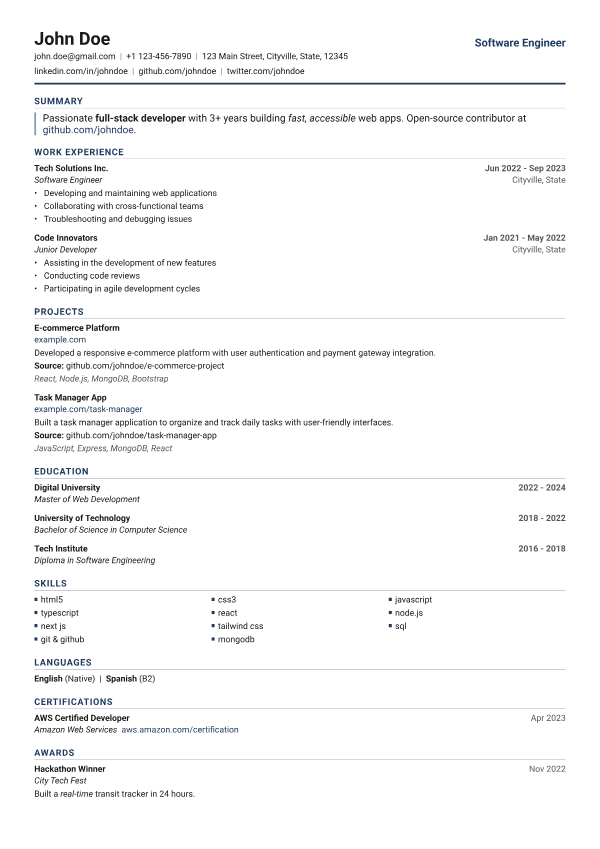 John Doe
Software Engineer
john.doe@gmail.com | +1 123-456-7890 | 123 Main Street, Cityville, State, 12345
linkedin.com/in/johndoe | github.com/johndoe | twitter.com/johndoe
SUMMARY
Passionate full-stack developer with 3+ years building fast, accessible web apps. Open-source contributor at
github.com/johndoe.
WORK EXPERIENCE
Tech Solutions Inc. Jun 2022 - Sep 2023
Software Engineer Cityville, State
• Developing and maintaining web applications
• Collaborating with cross-functional teams
• Troubleshooting and debugging issues
Code Innovators Jan 2021 - May 2022
Junior Developer Cityville, State
• Assisting in the development of new features
• Conducting code reviews
• Participating in agile development cycles
PROJECTS
E-commerce Platform
example.com
Developed a responsive e-commerce platform with user authentication and payment gateway integration.
Source: github.com/johndoe/e-commerce-project
React, Node.js, MongoDB, Bootstrap
Task Manager App
example.com/task-manager
Built a task manager application to organize and track daily tasks with user-friendly interfaces.
Source: github.com/johndoe/task-manager-app
JavaScript, Express, MongoDB, React
EDUCATION
Digital University 2022 - 2024
Master of Web Development
University of Technology 2018 - 2022
Bachelor of Science in Computer Science
Tech Institute 2016 - 2018
Diploma in Software Engineering
SKILLS
▪ html5 ▪ css3 ▪ javascript
▪ typescript ▪ react ▪ node.js
▪ next js ▪ tailwind css ▪ sql
▪ git & github ▪ mongodb
LANGUAGES
English (Native) | Spanish (B2)
CERTIFICATIONS
AWS Certified Developer Apr 2023
Amazon Web Services aws.amazon.com/certification
AWARDS
Hackathon Winner Nov 2022
City Tech Fest
Built a real-time transit tracker in 24 hours.